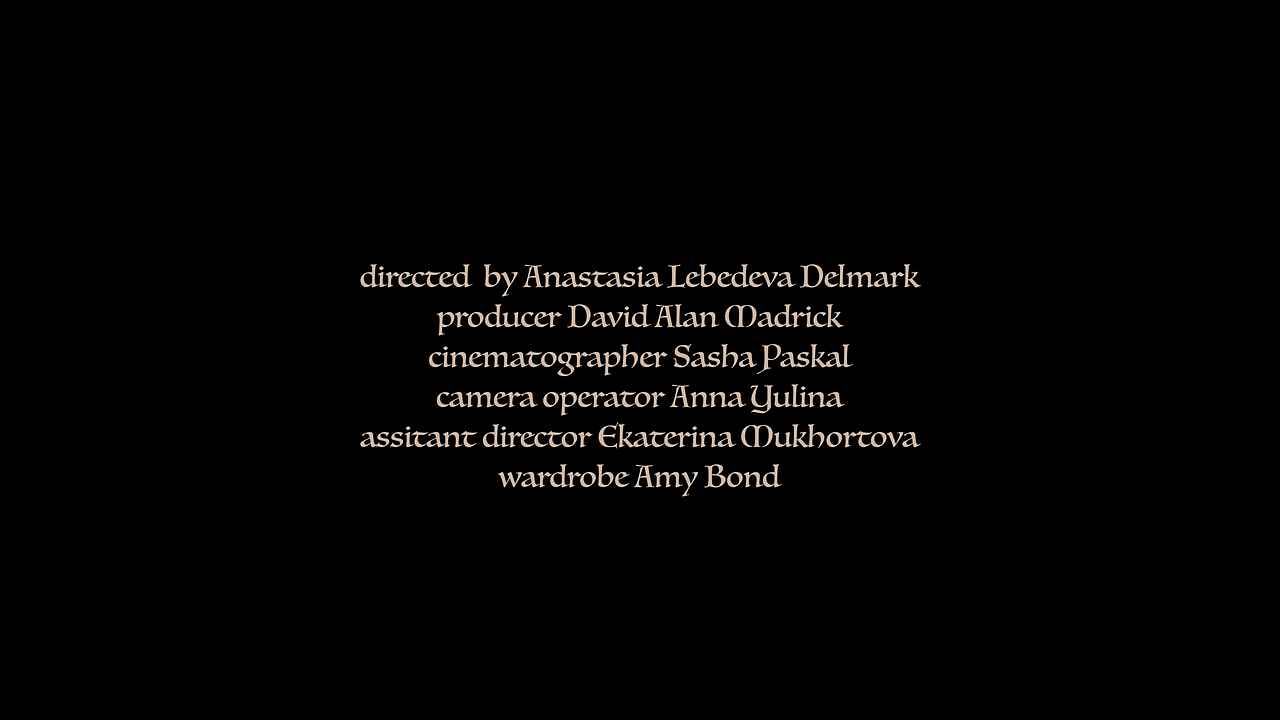 directed by Anastasia Lebedeva Delmark
producer David Alan Madrick
cinematographer Sasha Paskal
camera operator Anna Yulina
assitant director Ekaterina Mukhortova
wardrobe Amy Bond